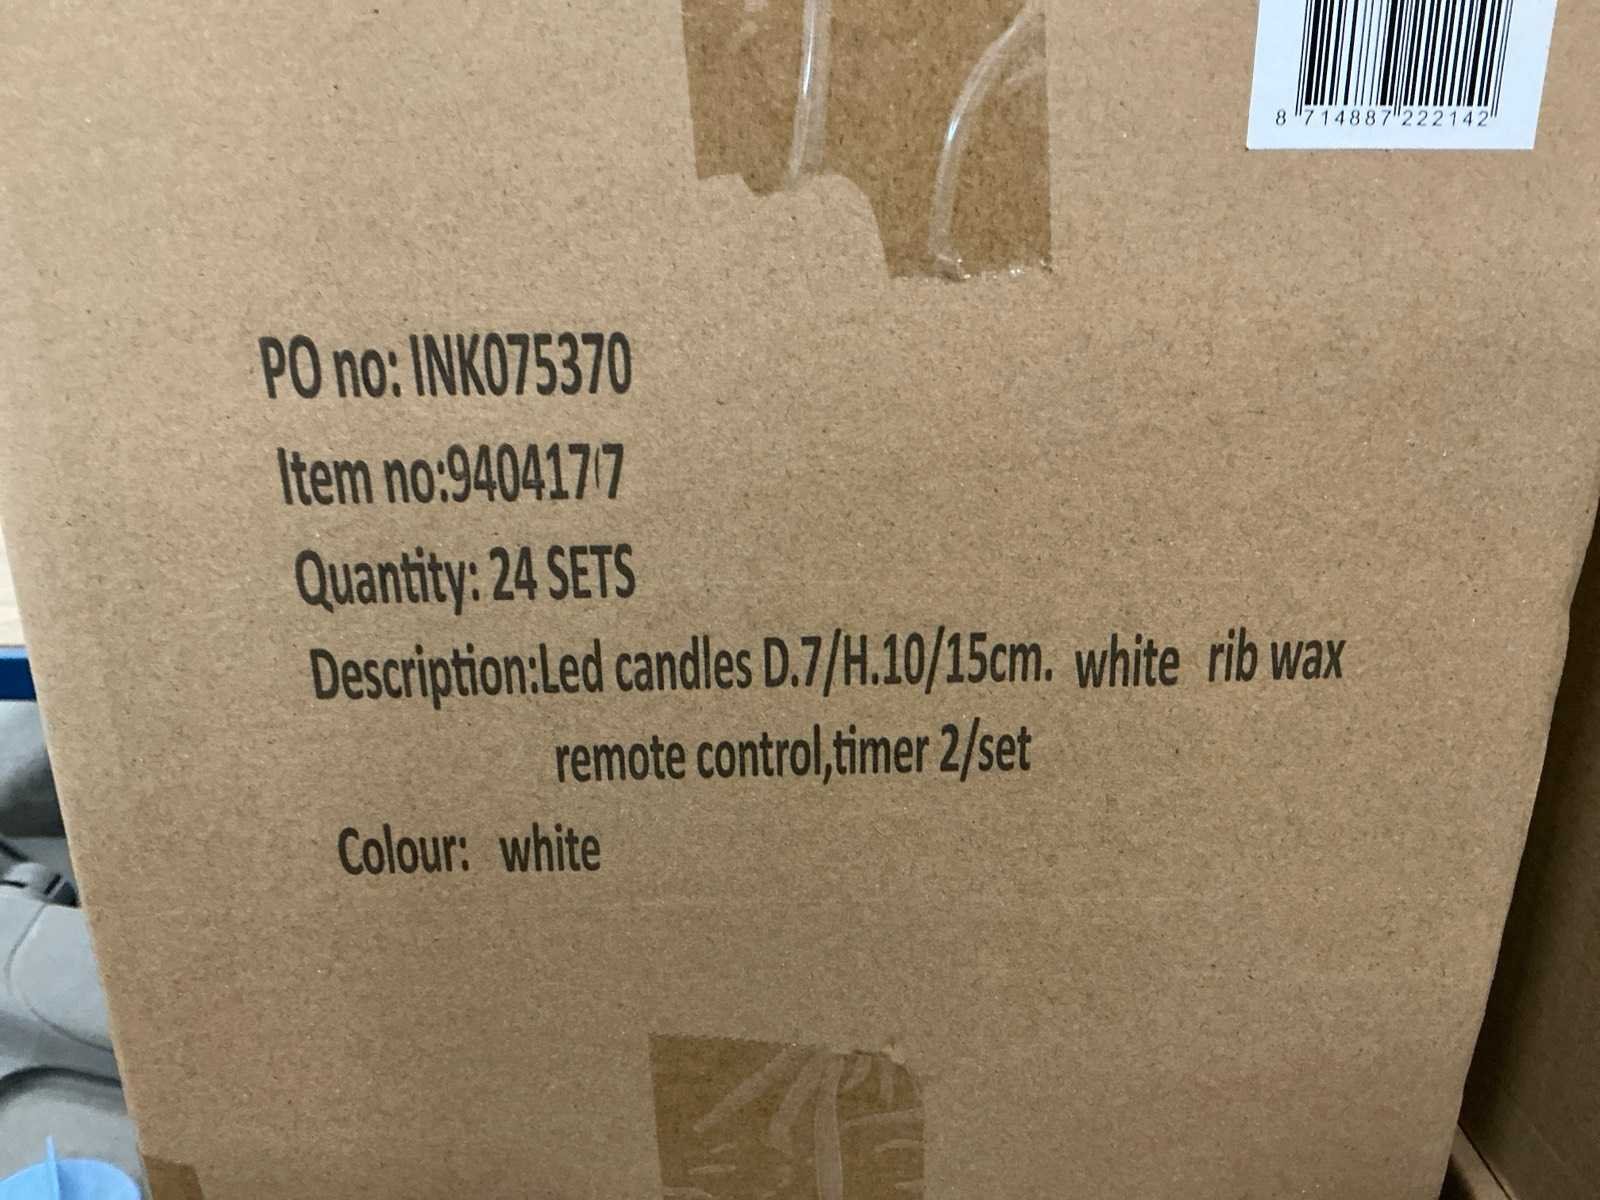 8 714887 222142
PO no: INK075370
Item no:9404177
Quantity: 24 SETS
Description:Led candles D.7/H.10/15cm. white rib wax
remote control,timer 2/set
Colour: white